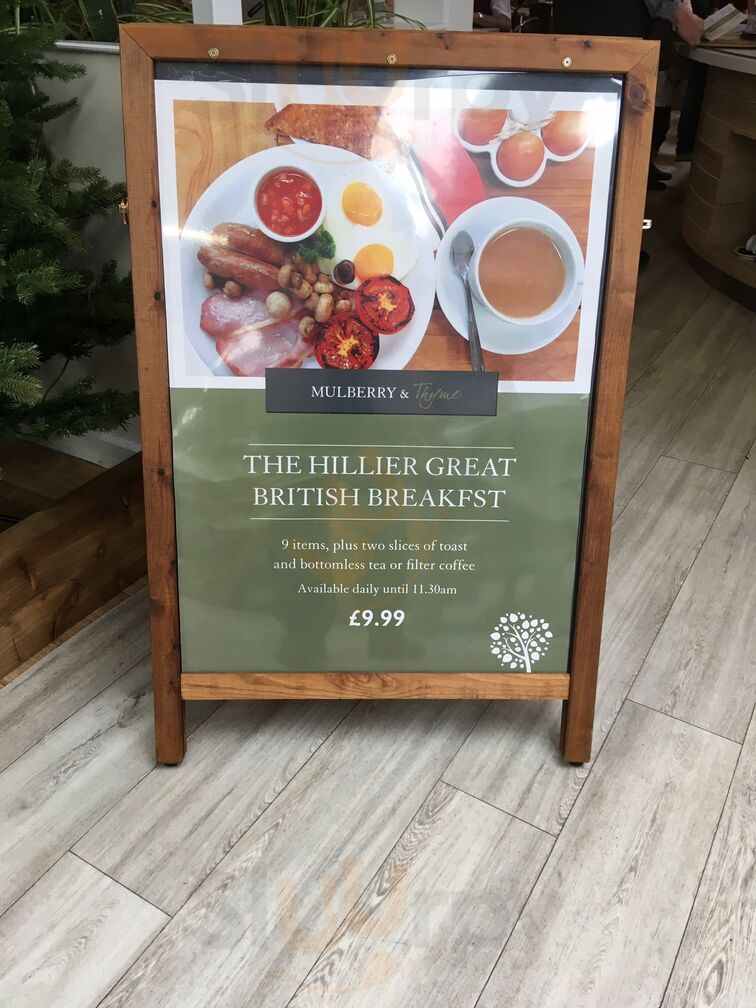 MULBERRY & Thyme
THE HILLIER GREAT
BRITISH BREAKFST
9 items, plus two slices of toast
and bottomless tea or filter coffee
Available daily until 11.30am
£9.99